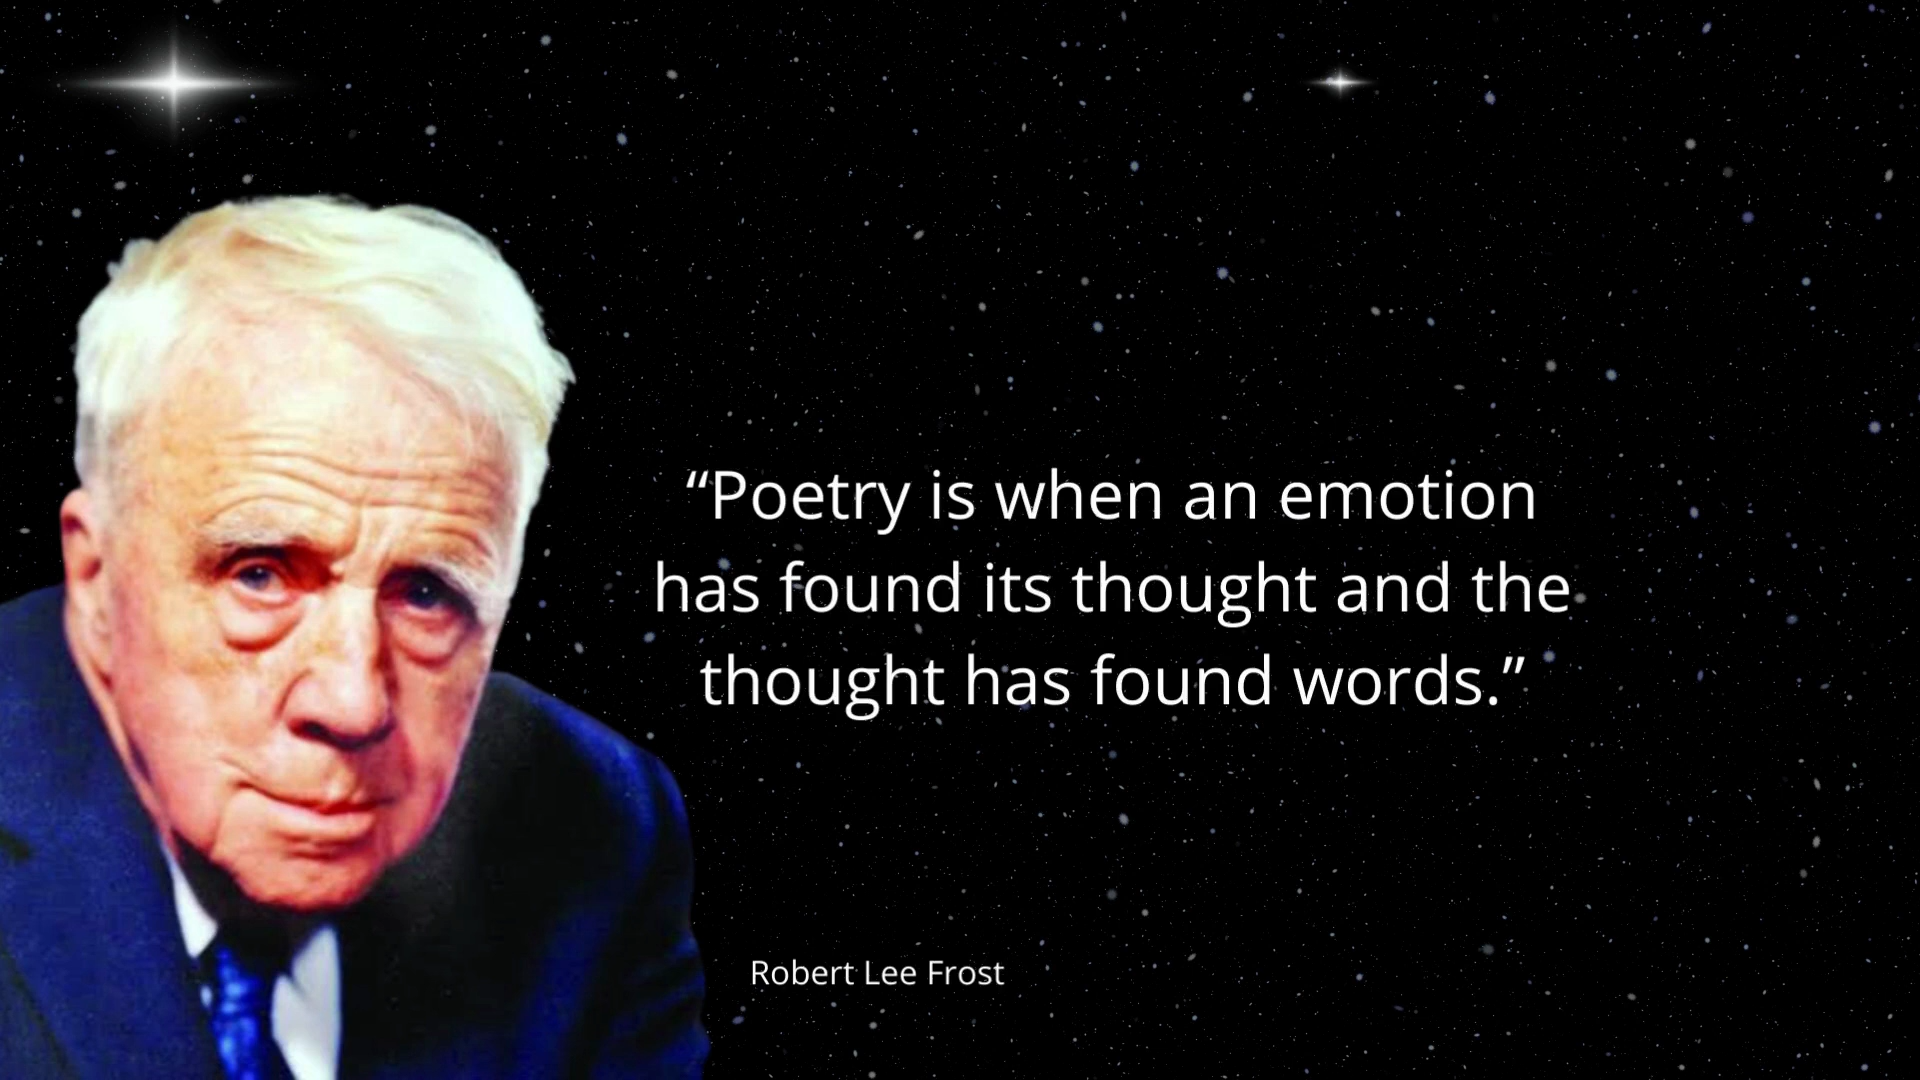 “Poetry is when an emotion
has found its thought and the
thought has found words.”
Robert Lee Frost